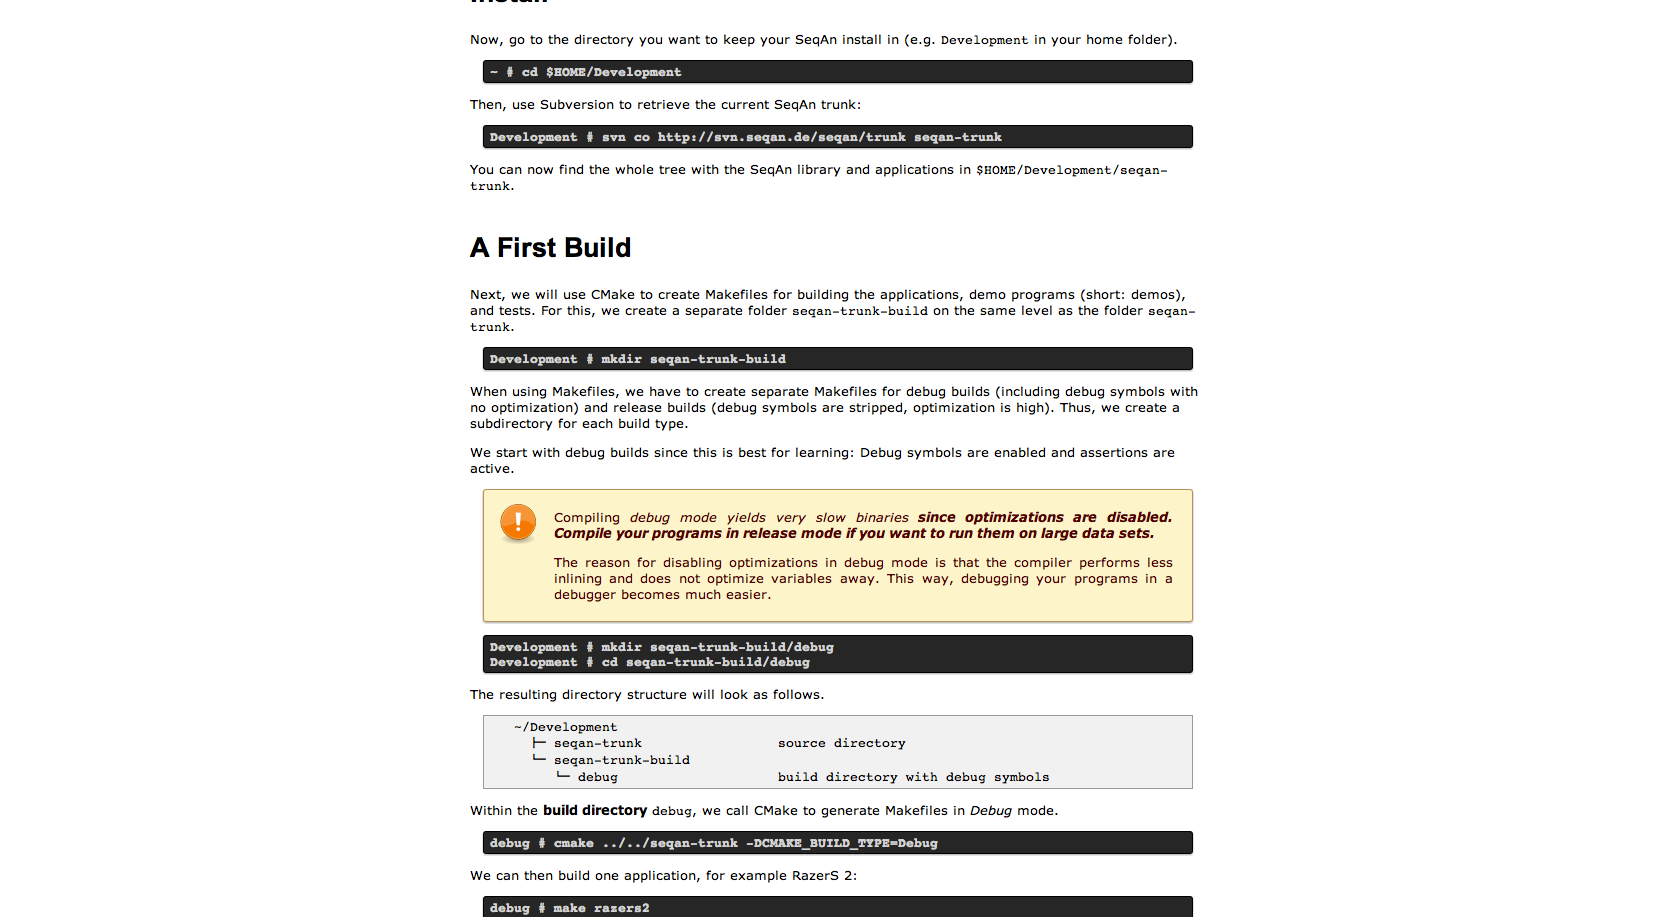 Install
Now, go to the directory you want to keep your SeqAn install in (e.g. Development in your home folder).
~ # cd $HOME/Development
Then, use Subversion to retrieve the current SeqAn trunk:
Development # svn co http://svn.seqan.de/seqan/trunk seqan-trunk
You can now find the whole tree with the SeqAn library and applications in $HOME/Development/seqan-
trunk.
A First Build
Next, we will use CMake to create Makefiles for building the applications, demo programs (short: demos),
and tests. For this, we create a separate folder seqan-trunk-build on the same level as the folder seqan-
trunk.
Development # mkdir seqan-trunk-build
When using Makefiles, we have to create separate Makefiles for debug builds (including debug symbols with
no optimization) and release builds (debug symbols are stripped, optimization is high). Thus, we create a
subdirectory for each build type.
We start with debug builds since this is best for learning: Debug symbols are enabled and assertions are
active.
Compiling debug mode yields very slow binaries since optimizations are disabled.
Compile your programs in release mode if you want to run them on large data sets.
The reason for disabling optimizations in debug mode is that the compiler performs less
inlining and does not optimize variables away. This way, debugging your programs in a
debugger becomes much easier.
Development # mkdir seqan-trunk-build/debug
Development # cd seqan-trunk-build/debug
The resulting directory structure will look as follows.
~/Development
├─ seqan-trunk source directory
└─ seqan-trunk-build
└─ debug build directory with debug symbols
Within the build directory debug, we call CMake to generate Makefiles in Debug mode.
debug # cmake ../../seqan-trunk -DCMAKE_BUILD_TYPE=Debug
We can then build one application, for example RazerS 2:
debug # make razers2